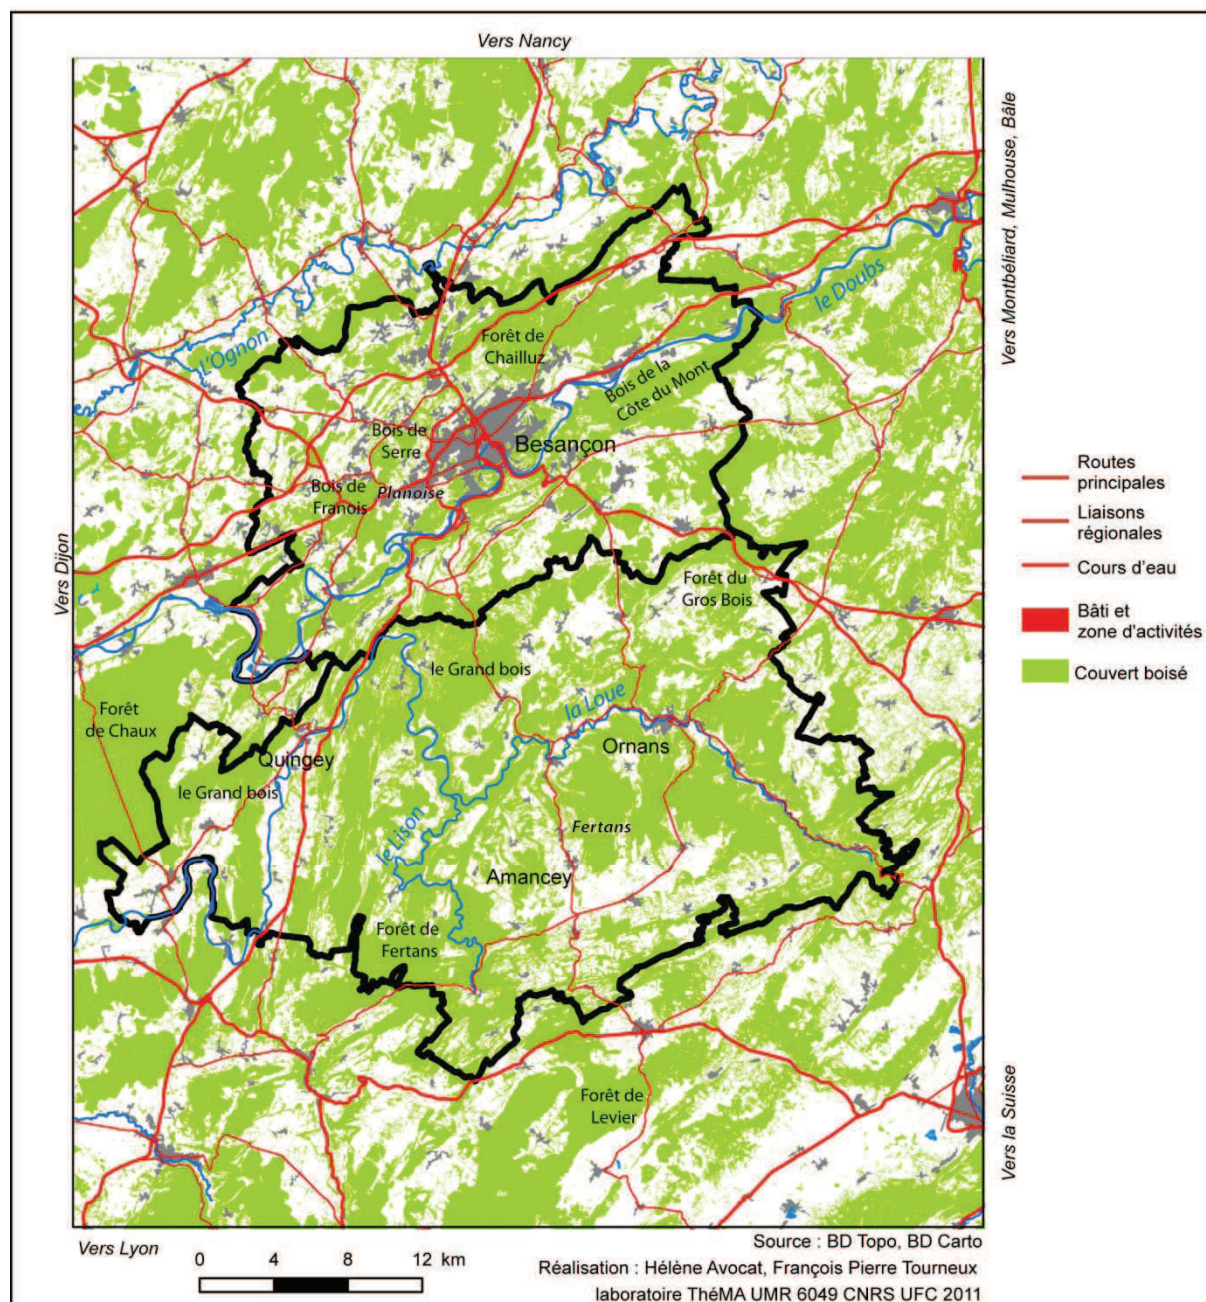 Vers Nancy
Vers Montbéliard, Mulhouse, Bâle
le Doubs
l'Ognon
Forêt de
Chailluz
Bois de la
Côte du Mont
Bois de
Serre
Besançon
Bois de
Franois
Planoise
Vers Dijon
Forêt du
Gros Bois
le Grand bois
la Loue
Forêt
de Chaux
Ornans
Quingey
le Grand bois
le Lison
Fertans
Amancey
Forêt de
Fertans
Forêt de
Levier
Vers la Suisse
Routes
principales
Liaisons
régionales
Cours d'eau
Bâti et
zone d'activités
Couvert boisé
Vers Lyon
0 4 8 12 km
Source : BD Topo, BD Carto
Réalisation : Hélène Avocat, François Pierre Tourneux
laboratoire ThéMA UMR 6049 CNRS UFC 2011